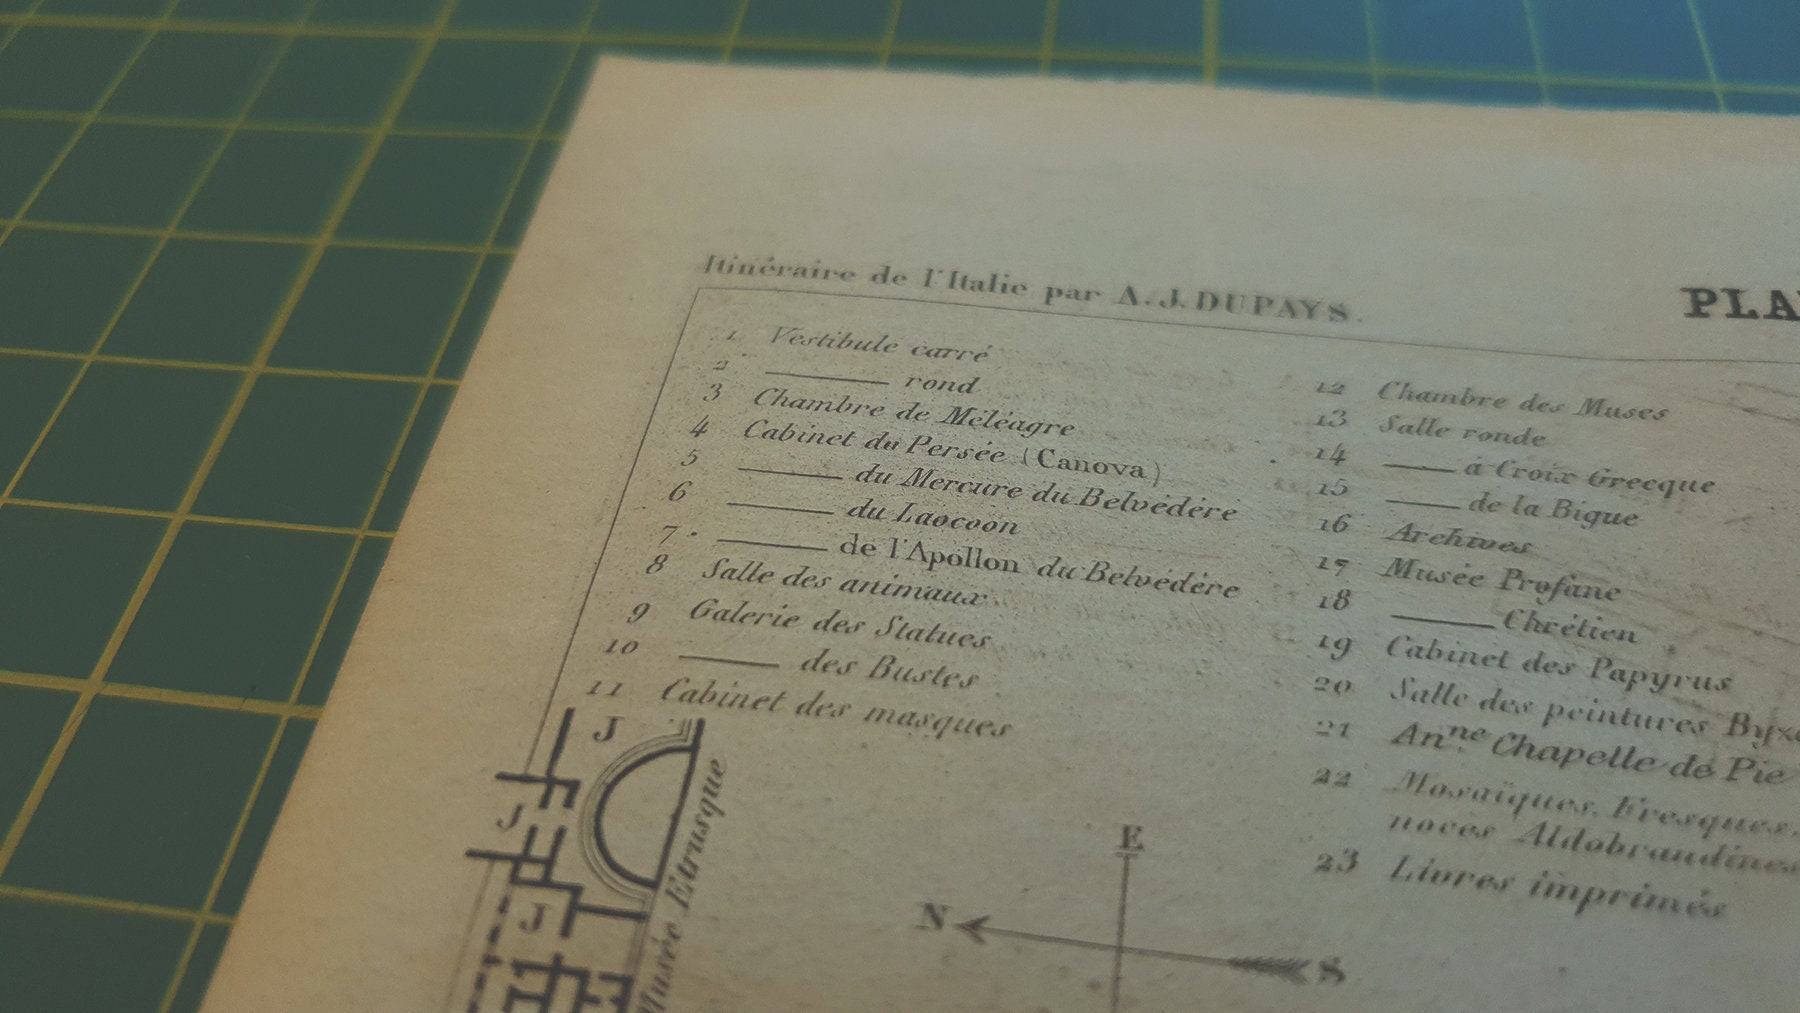 Itinéraire de l'Italie par A.J. DUPAYS.
1 Vestibule carré
2 ——— rond
3 Chambre de Méléagre
4 Cabinet du Persée (Canova)
5 ——— du Mercure du Belvédère
6 ——— du Laocoon
7 ——— de l'Apollon du Belvédère
8 Salle des animaux
9 Galerie des Statues
10 ——— des Bustes
11 Cabinet des masques
12 Chambre des Muses
13 Salle ronde
14 ——— à Croix Grecque
15 ——— de la Bigue
16 Archives
17 Musée Profane
18 ——— Chrétien
19 Cabinet des Papyrus
20 Salle des peintures
21 Anne Chapelle de Pie
22 Mosaïques, Fresques,
noces Aldobrandines
23 Livres imprimés
J
J
J
Musée Etrusque
E
N
S